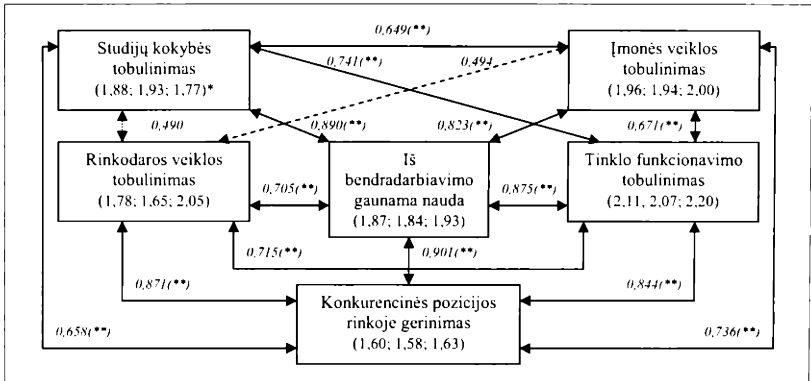 0,649(**)
Studijų kokybės
tobulinimas
(1,88; 1,93; 1,77)*
Įmonės veiklos
tobulinimas
(1,96; 1,94; 2,00)
0,741(**)
0,494
0,490
0,890(**)
0,823(**)
0,671(**)
Rinkodaros veiklos
tobulinimas
(1,78; 1,65; 2,05)
Iš
bendradarbiavimo
gaunama nauda
(1,87; 1,84; 1,93)
Tinklo funkcionavimo
tobulinimas
(2,11, 2,07; 2,20)
0,705(**)
0,875(**)
0,715(**)
0,901(**)
0,871(**)
0,844(**)
Konkurencinės pozicijos
rinkoje gerinimas
(1,60; 1,58; 1,63)
0,658(**)
0,736(**)